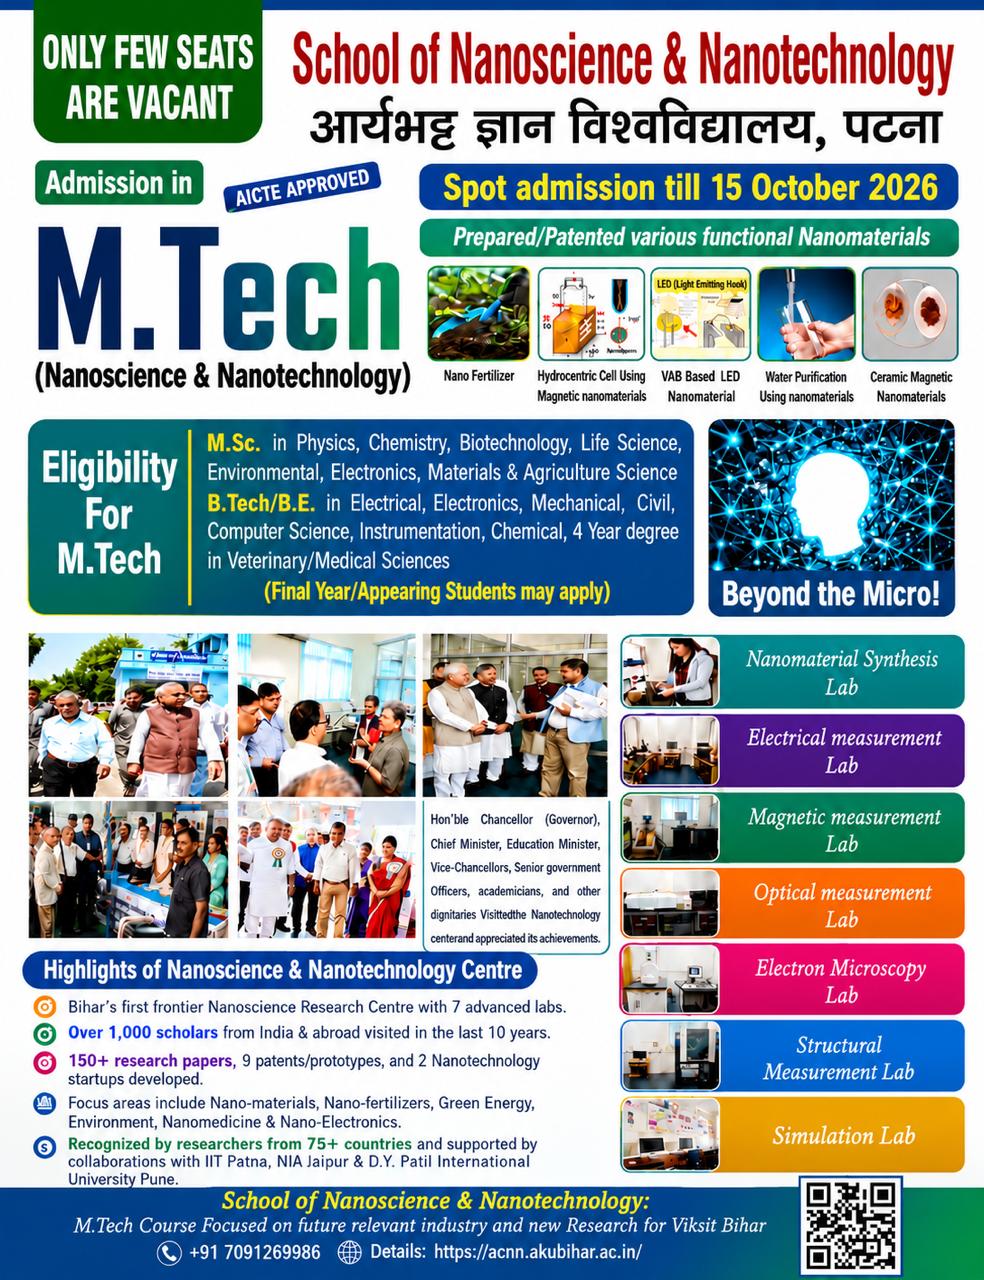 ONLY FEW SEATS
ARE VACANT
School of Nanoscience & Nanotechnology
आर्यभट्ट ज्ञान विश्वविद्यालय, पटना
Admission in
AICTE APPROVED
M.Tech
(Nanoscience & Nanotechnology)
Spot admission till 15 October 2026
Prepared/Patented various functional Nanomaterials
LED (Light Emitting Hook)
Nano Fertilizer
Hydrocentric Cell Using
Magnetic nanomaterials
VAB Based LED
Nanomaterial
Water Purification
Using nanomaterials
Ceramic Magnetic
Nanomaterials
Eligibility
For
M.Tech
M.Sc. in Physics, Chemistry, Biotechnology, Life Science,
Environmental, Electronics, Materials & Agriculture Science
B.Tech/B.E. in Electrical, Electronics, Mechanical, Civil,
Computer Science, Instrumentation, Chemical, 4 Year degree
in Veterinary/Medical Sciences
(Final Year/Appearing Students may apply)
Beyond the Micro!
Hon'ble Chancellor (Governor),
Chief Minister, Education Minister,
Vice-Chancellors, Senior government
Officers, academicians, and other
dignitaries Visittedthe Nanotechnology
centerand appreciated its achievements.
Nanomaterial Synthesis
Lab
Electrical measurement
Lab
Magnetic measurement
Lab
Optical measurement
Lab
Electron Microscopy
Lab
Structural
Measurement Lab
Simulation Lab
Highlights of Nanoscience & Nanotechnology Centre
Bihar's first frontier Nanoscience Research Centre with 7 advanced labs.
Over 1,000 scholars from India & abroad visited in the last 10 years.
150+ research papers, 9 patents/prototypes, and 2 Nanotechnology
startups developed.
Focus areas include Nano-materials, Nano-fertilizers, Green Energy,
Environment, Nanomedicine & Nano-Electronics.
Recognized by researchers from 75+ countries and supported by
collaborations with IIT Patna, NIA Jaipur & D.Y. Patil International
University Pune.
School of Nanoscience & Nanotechnology:
M.Tech Course Focused on future relevant industry and new Research for Viksit Bihar
+91 7091269986 Details: https://acnn.akubihar.ac.in/